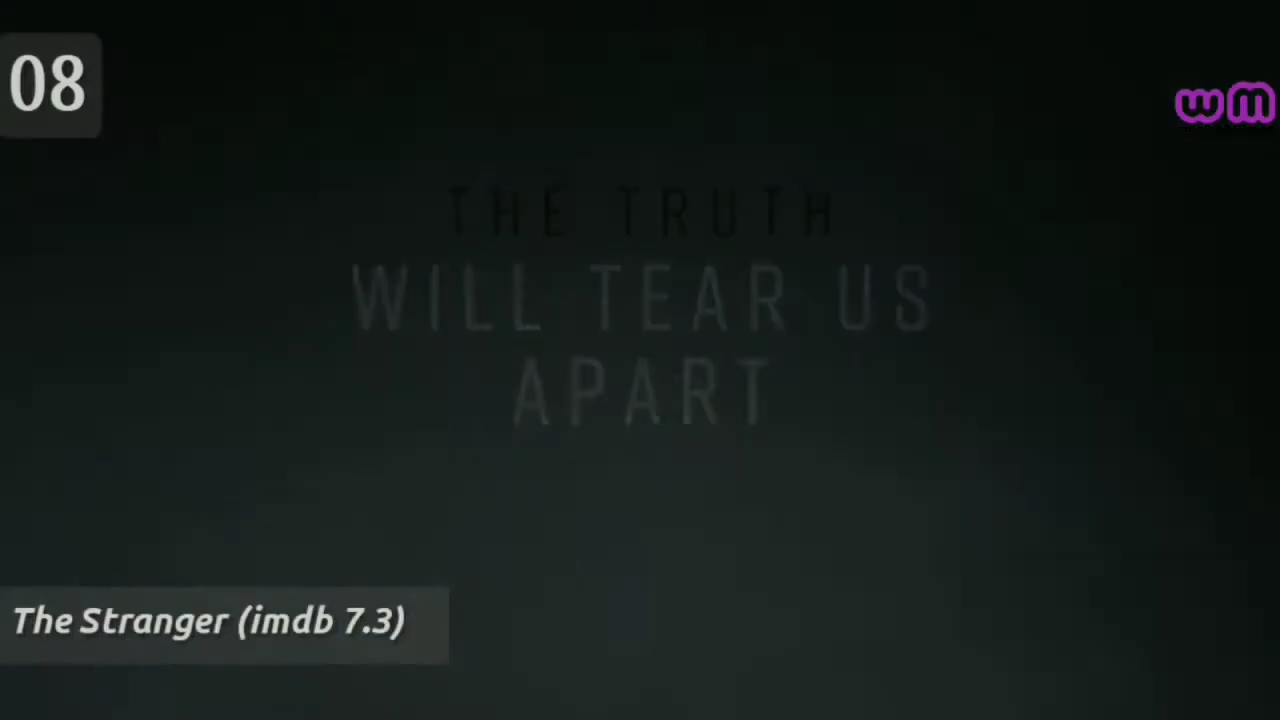 08
wm
THE TRUTH
WILL TEAR US
APART
The Stranger (imdb 7.3)